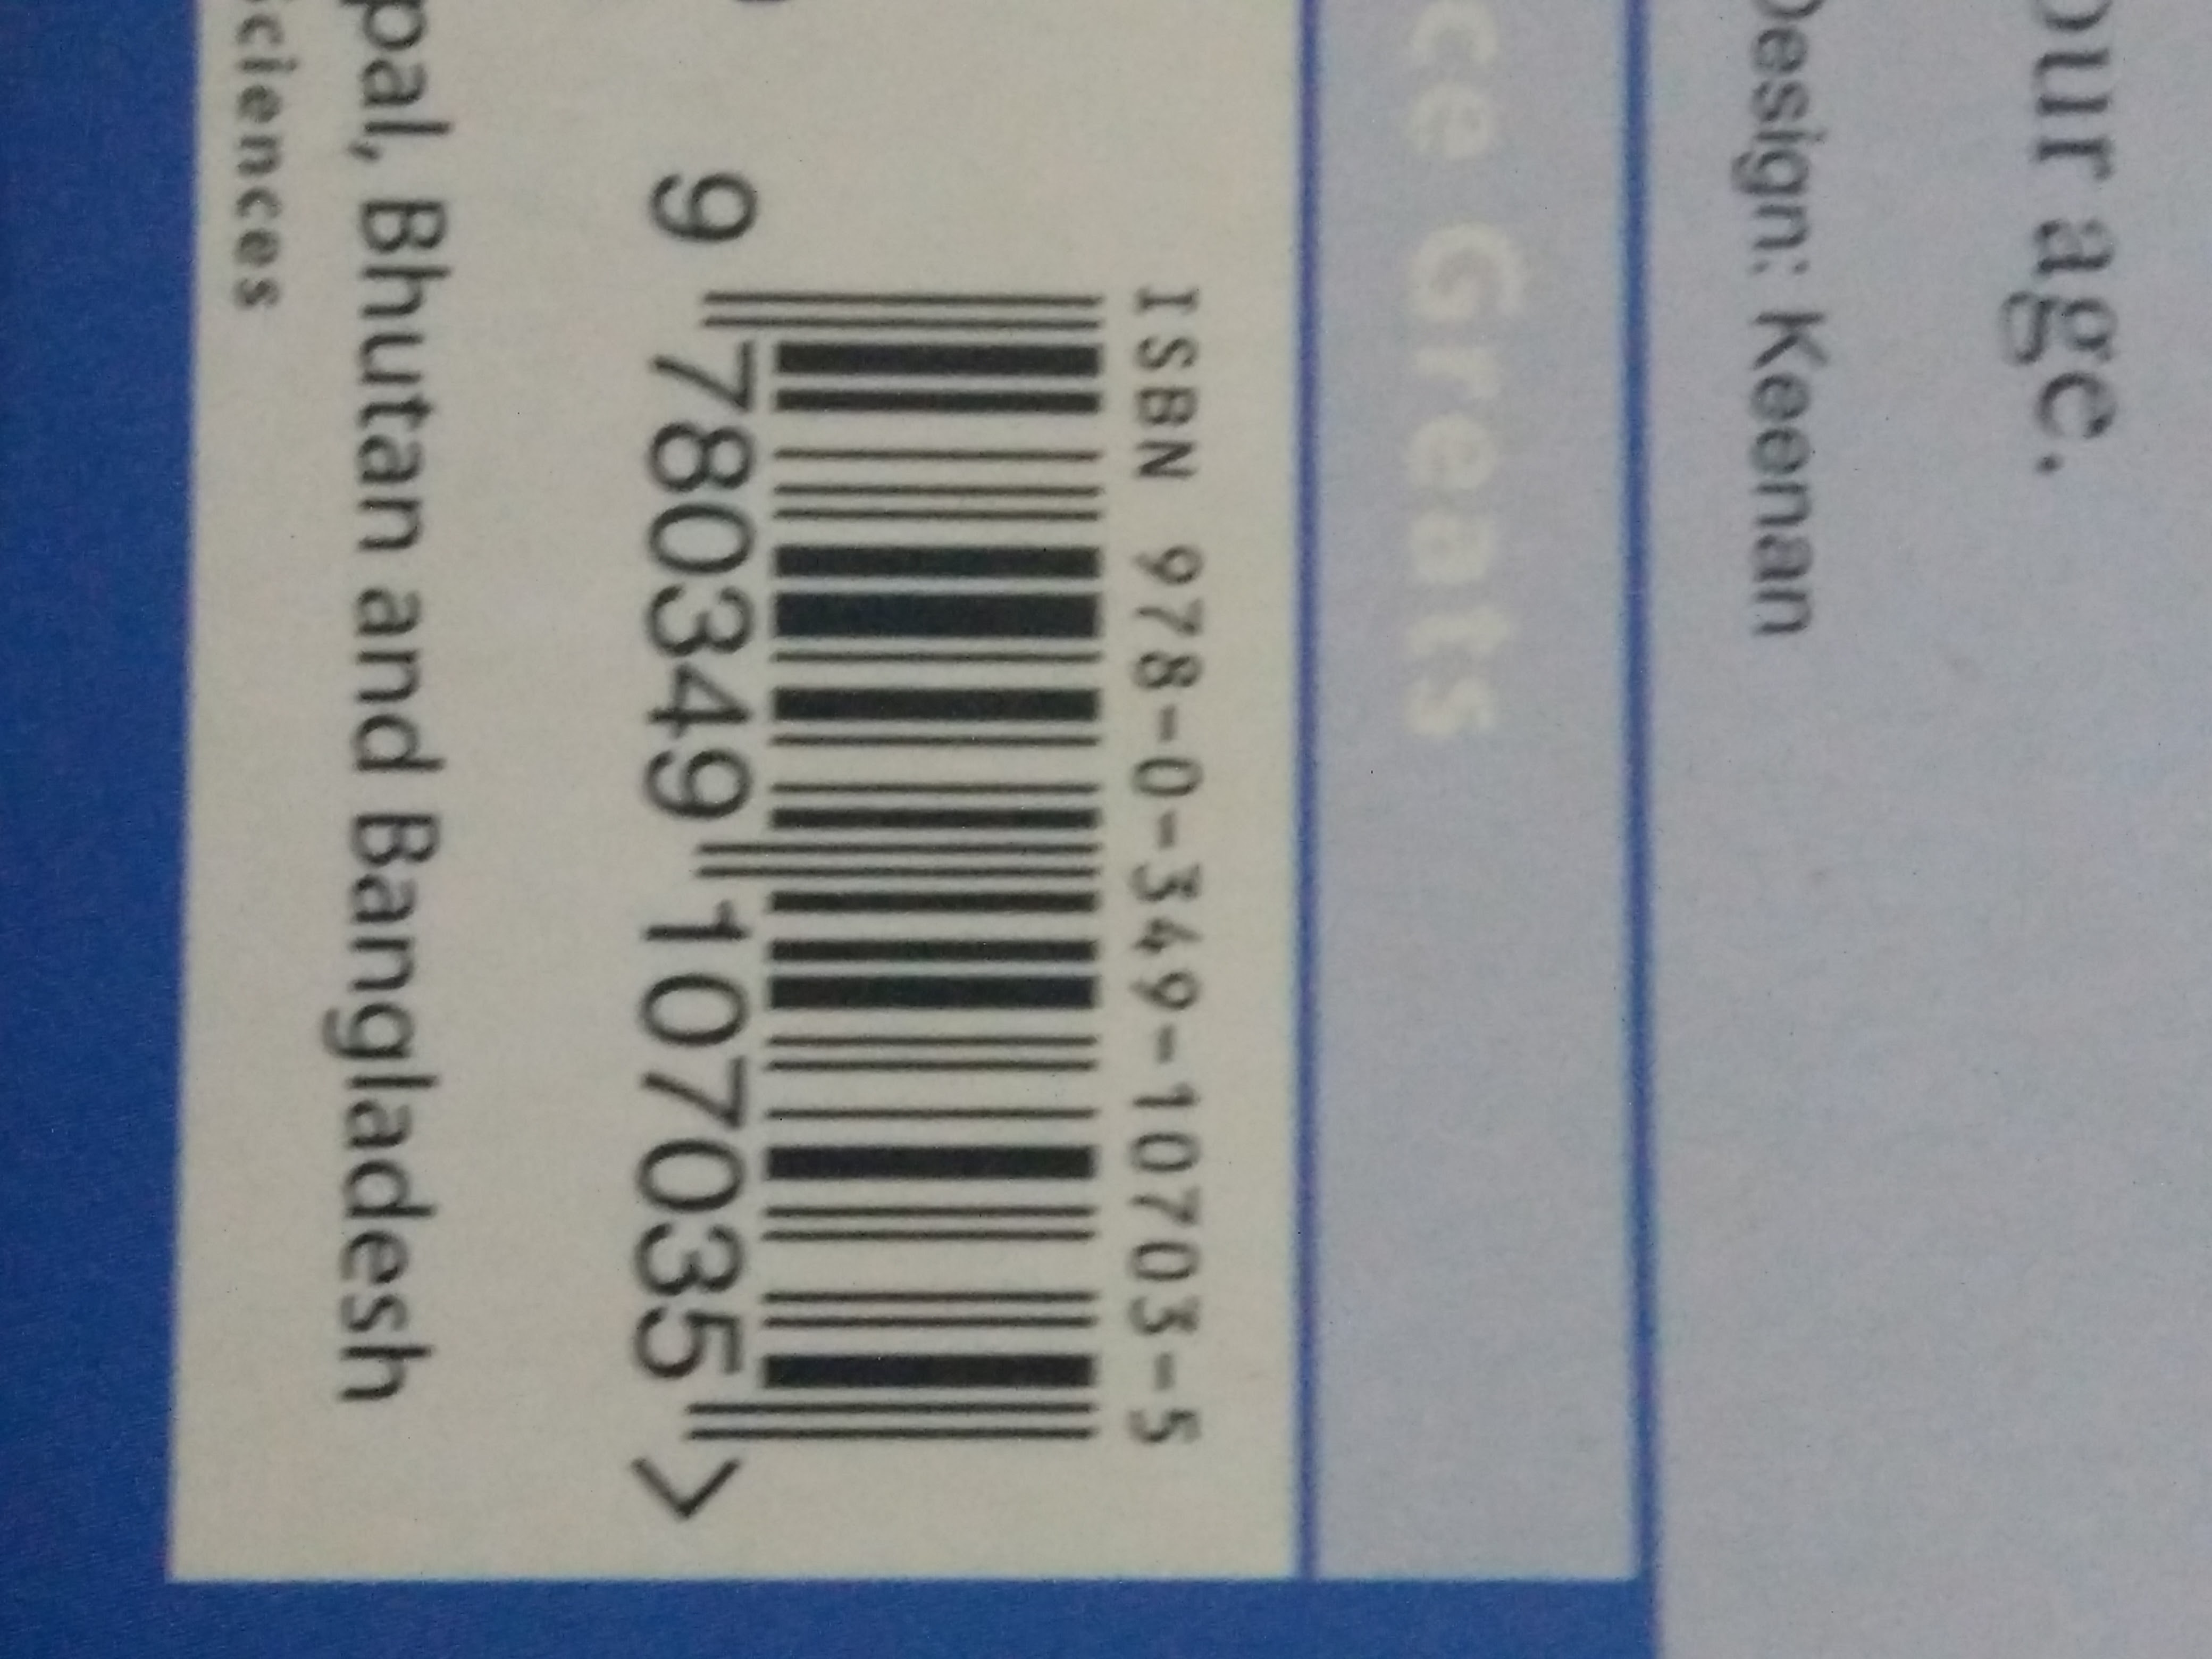 our age.
Design: Keenan
ce Greats
ISBN 978-0-349-10703-5
9 780349 107035 >
pal, Bhutan and Bangladesh
ciences